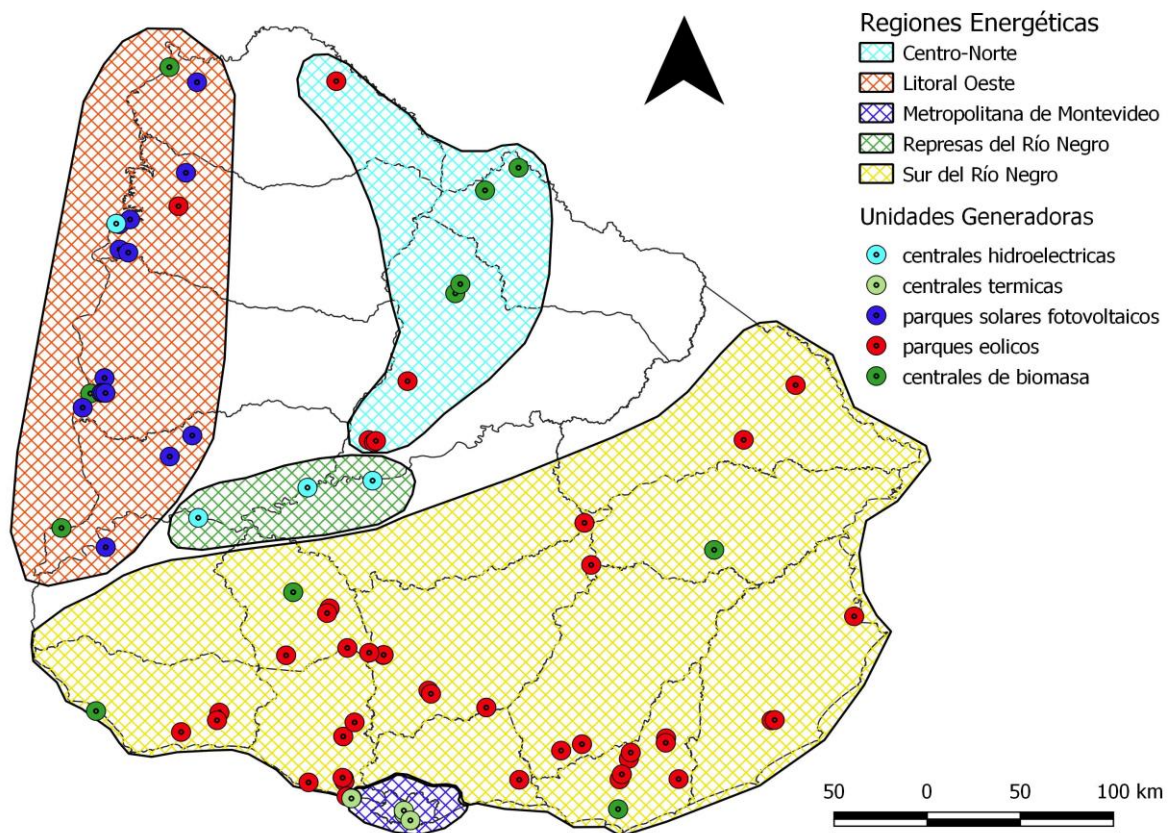 Regiones Energéticas
Centro-Norte
Litoral Oeste
Metropolitana de Montevideo
Represas del Río Negro
Sur del Río Negro
Unidades Generadoras
centrales hidroelectricas
centrales termicas
parques solares fotovoltaicos
parques eolicos
centrales de biomasa
50 0 50 100 km